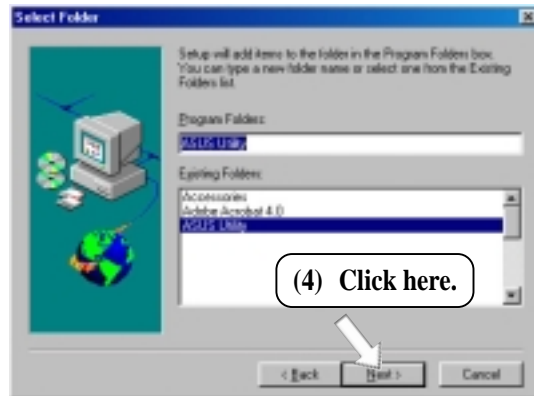 Select Folder
Setup will add items to the folder in the Program Folders box.
You can type a new folder name or select one from the Existing
Folders list.
Program Folders:
ASUS Utility
Existing Folders:
Accessories
Adobe Acrobat 4.0
ASUS Utility
(4) Click here.
< Back
Next >
Cancel